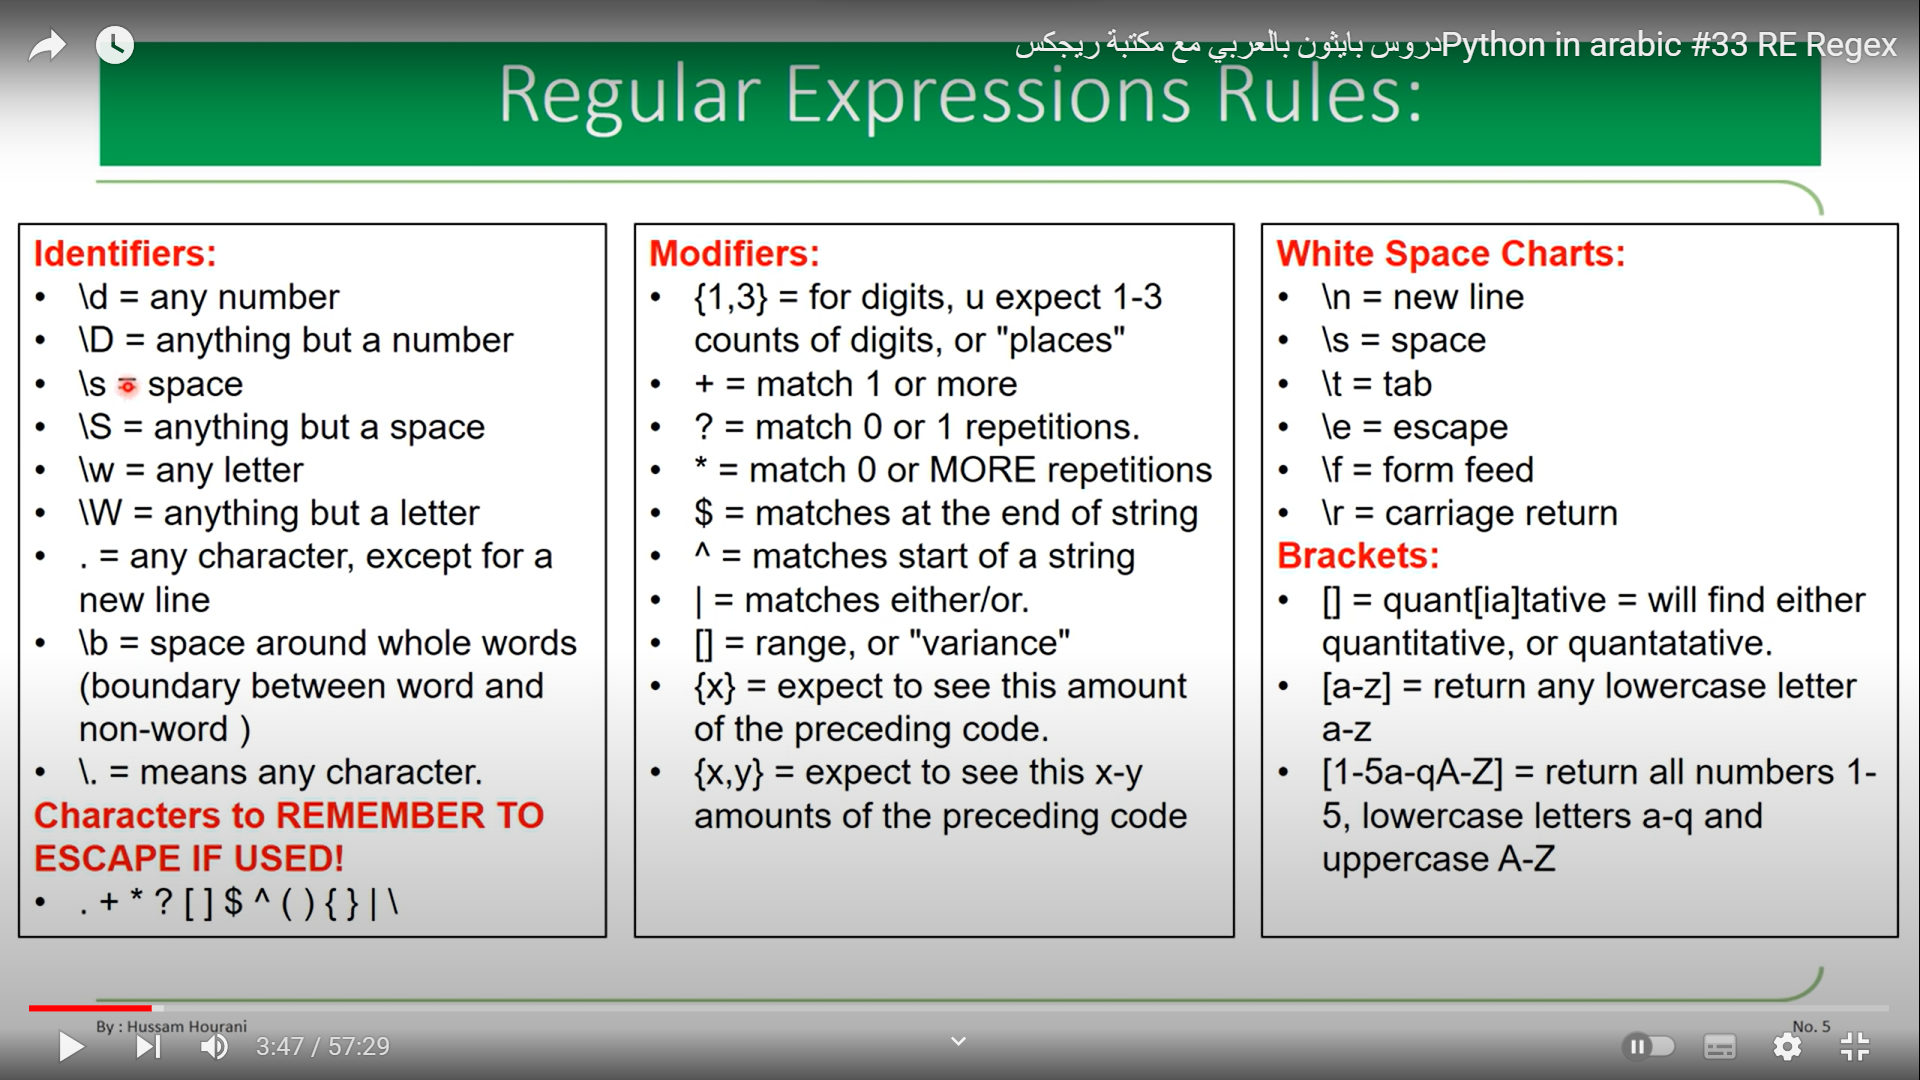 دروس بايثون بالعربي مع مكتبة ريجكسPython in arabic #33 RE Regex
Regular Expressions Rules:
Identifiers:
• \d = any number
• \D = anything but a number
• \s = space
• \S = anything but a space
• \w = any letter
• \W = anything but a letter
• . = any character, except for a
new line
• \b = space around whole words
(boundary between word and
non-word )
• \. = means any character.
Characters to REMEMBER TO
ESCAPE IF USED!
• . + * ? [ ] $ ^ ( ) { } | \
Modifiers:
• {1,3} = for digits, u expect 1-3
counts of digits, or "places"
• + = match 1 or more
• ? = match 0 or 1 repetitions.
• * = match 0 or MORE repetitions
• $ = matches at the end of string
• ^ = matches start of a string
• | = matches either/or.
• [] = range, or "variance"
• {x} = expect to see this amount
of the preceding code.
• {x,y} = expect to see this x-y
amounts of the preceding code
White Space Charts:
• \n = new line
• \s = space
• \t = tab
• \e = escape
• \f = form feed
• \r = carriage return
Brackets:
• [] = quant[ia]tative = will find either
quantitative, or quantatative.
• [a-z] = return any lowercase letter
a-z
• [1-5a-qA-Z] = return all numbers 1-
5, lowercase letters a-q and
uppercase A-Z
By : Hussam Hourani
No. 5
3:47 / 57:29